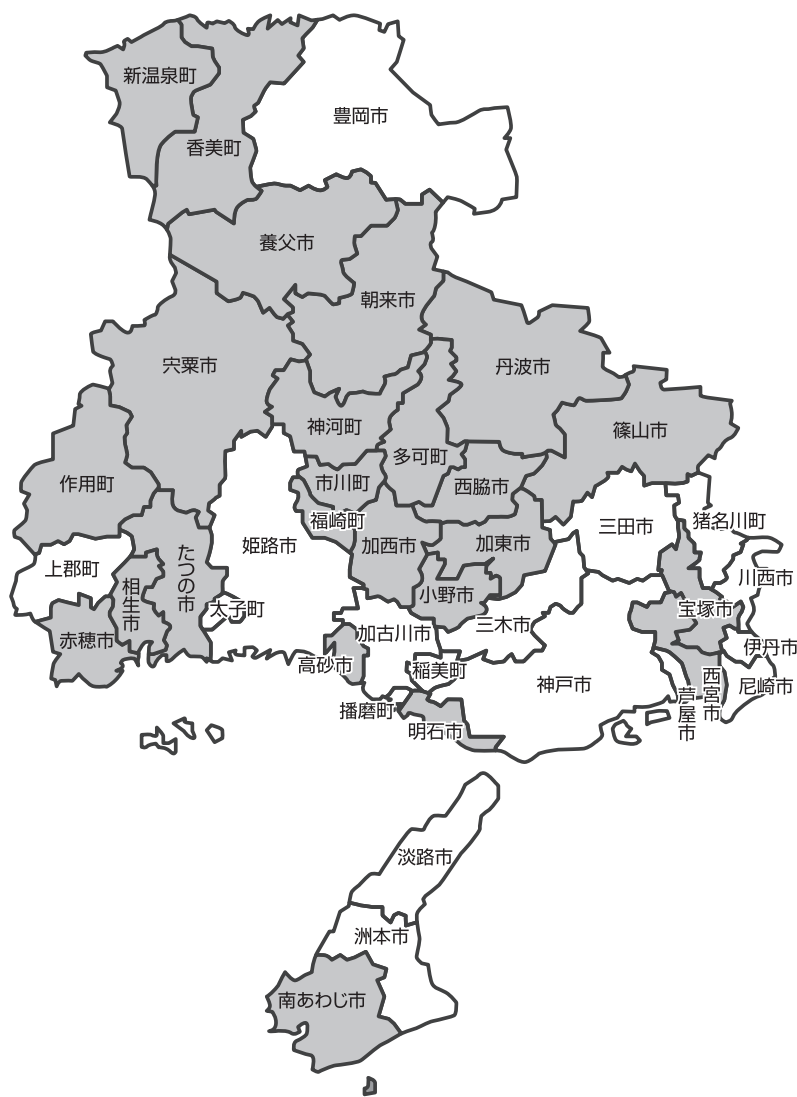 新温泉町
豊岡市
香美町
養父市
朝来市
宍粟市
丹波市
神河町
篠山市
多可町
作用町
市川町
西脇市
福崎町
猪名川町
三田市
姫路市
加西市
加東市
たつの市
上郡町
川西市
相生市
小野市
太子町
宝塚市
三木市
加古川市
赤穂市
伊丹市
高砂市
稲美町
神戸市
西宮市
尼崎市
芦屋市
播磨町
明石市
淡路市
洲本市
南あわじ市